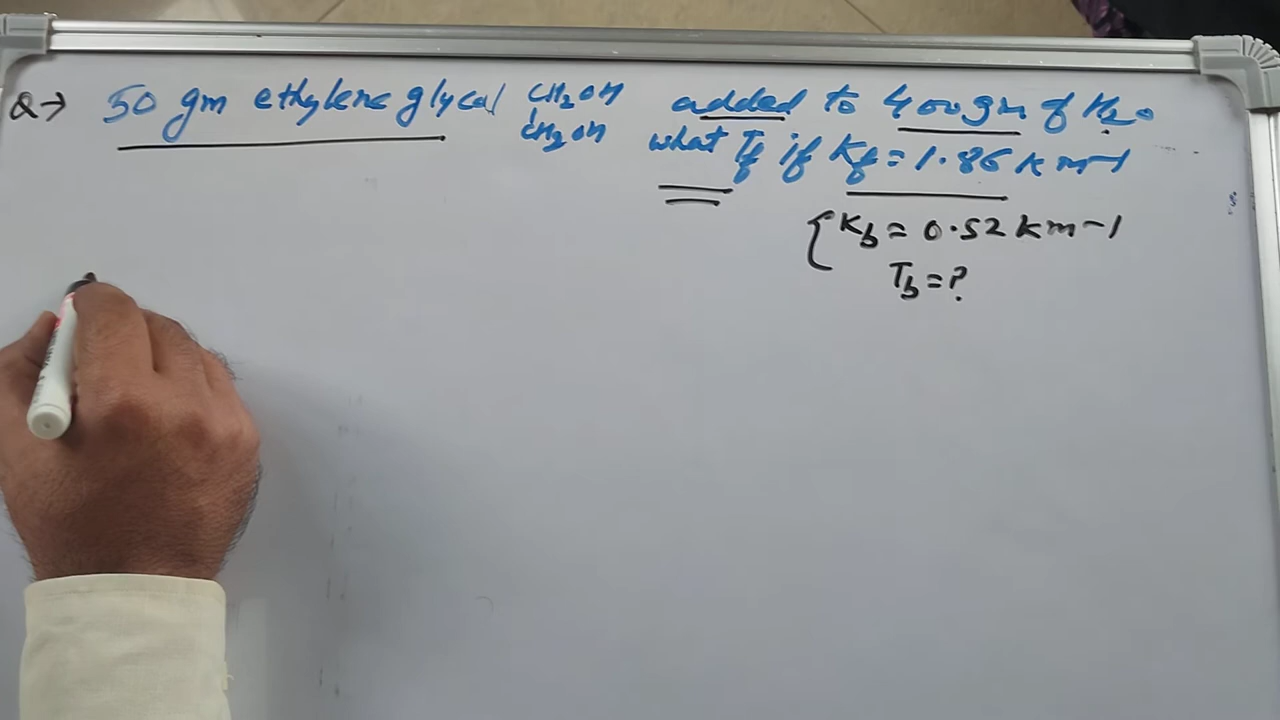 Q→ 50 gm ethylene glycol CH2OH added to 400 gm of H2O
CH2OH what Tf if Kf = 1.86 K m-1
{ Kb = 0.52 K m-1
Tb = ?